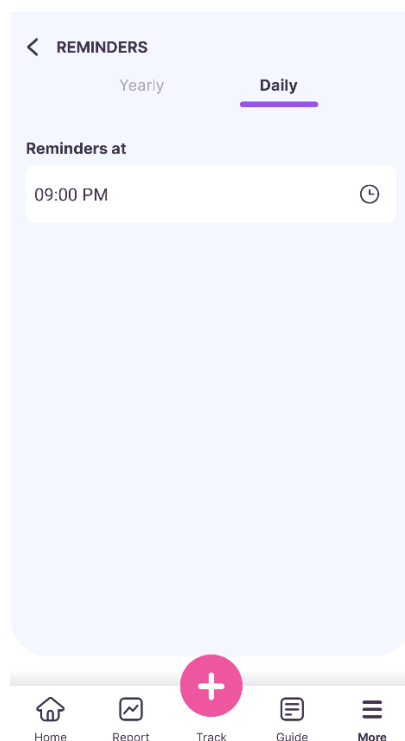 REMINDERS
Yearly Daily
Reminders at
09:00 PM
Home Report Track Guide More